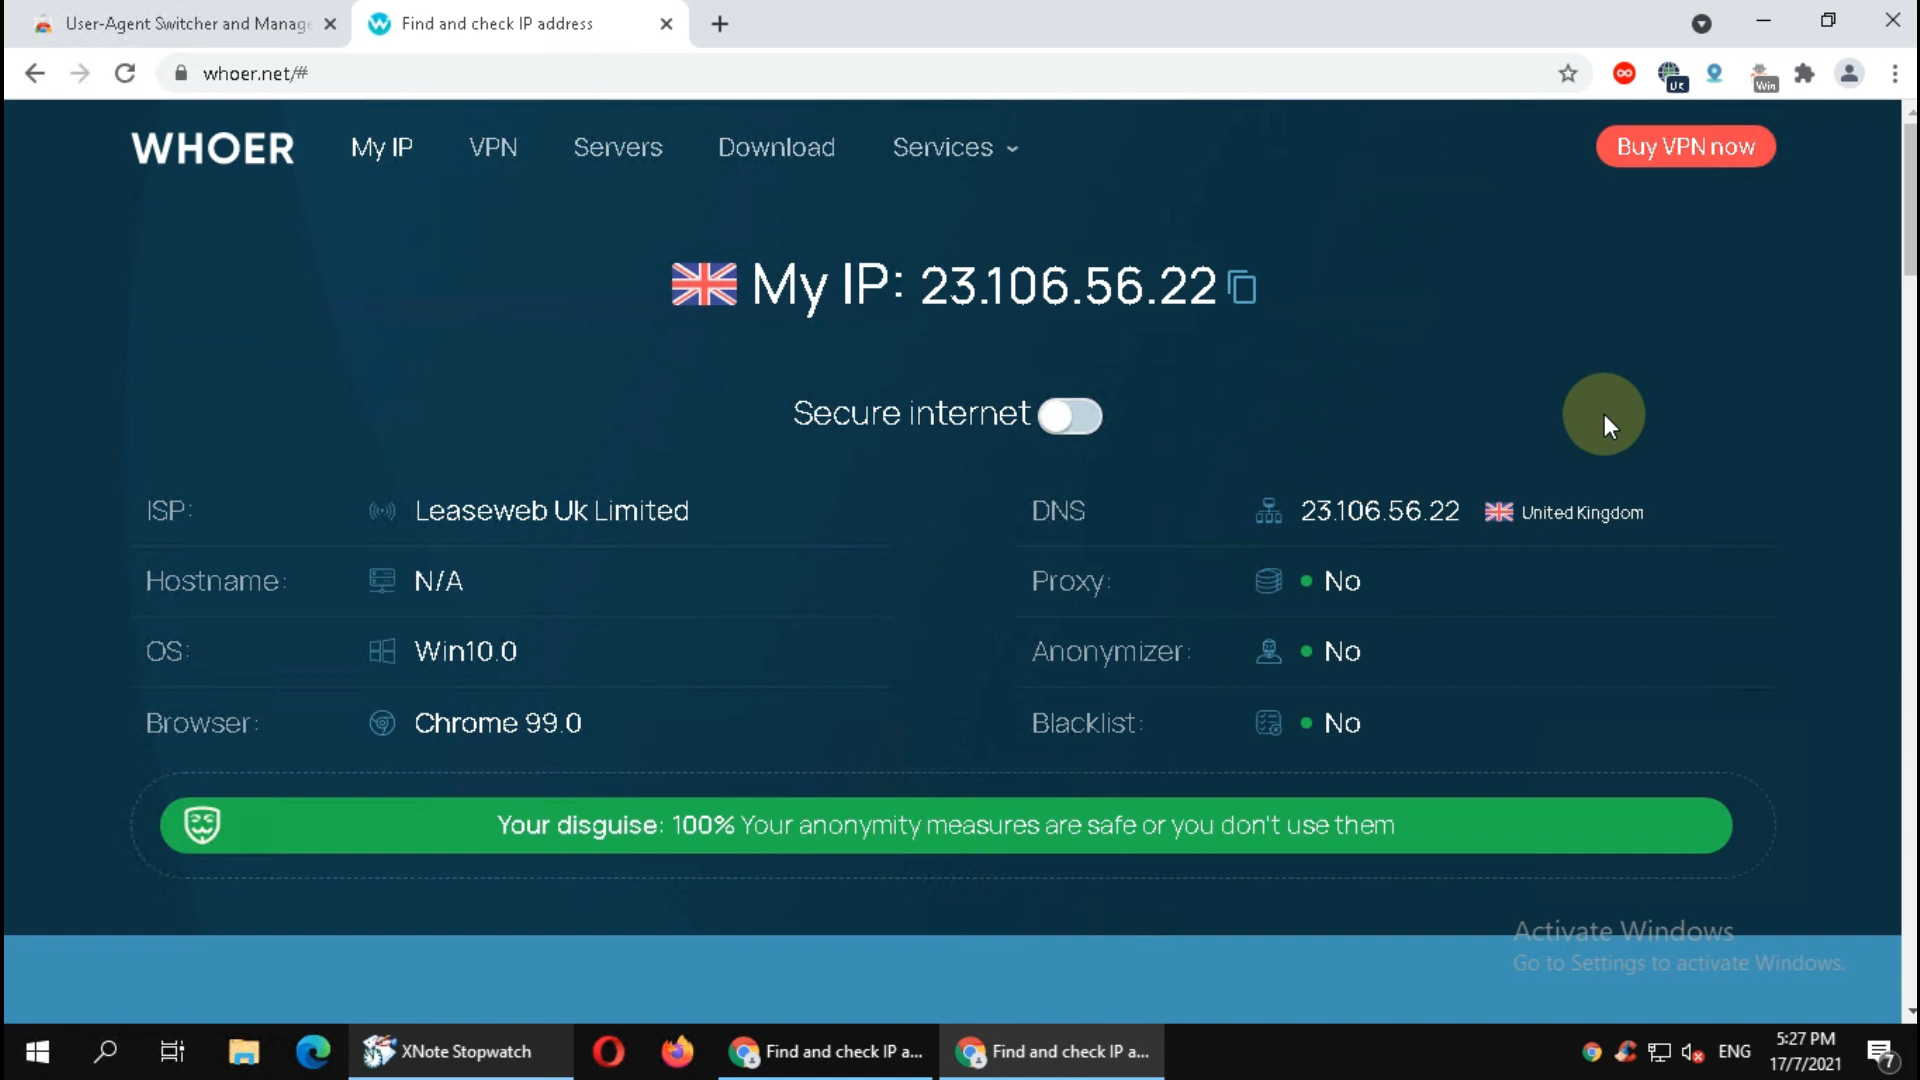 User-Agent Switcher and Manag
Find and check IP address
whoer.net/#
UK
Win
WHOER
My IP
VPN
Servers
Download
Services
Buy VPN now
My IP: 23.106.56.22
Secure internet
ISP: Leaseweb Uk Limited
DNS 23.106.56.22 United Kingdom
Hostname: N/A
Proxy: No
OS: Win10.0
Anonymizer: No
Browser: Chrome 99.0
Blacklist: No
Your disguise: 100% Your anonymity measures are safe or you don't use them
Activate Windows
Go to Settings to activate Windows.
XNote Stopwatch
Find and check IP a...
Find and check IP a...
ENG
5:27 PM
17/7/2021
7